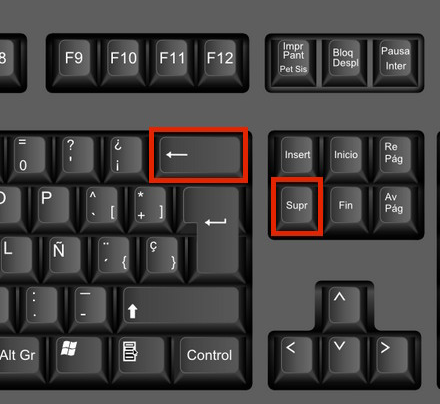 8 F9 F10 F11 F12 Impr
Pant
Pet Sis Bloq
Despl Pausa
Inter
=
0 ?
' ¿
¡ ← Insert Inicio Re
Pág
O P ^
` [ *
+ ] Supr Fin Av
Pág
L Ñ ¨
´ { ç
}
:
. _
-
Alt Gr Control